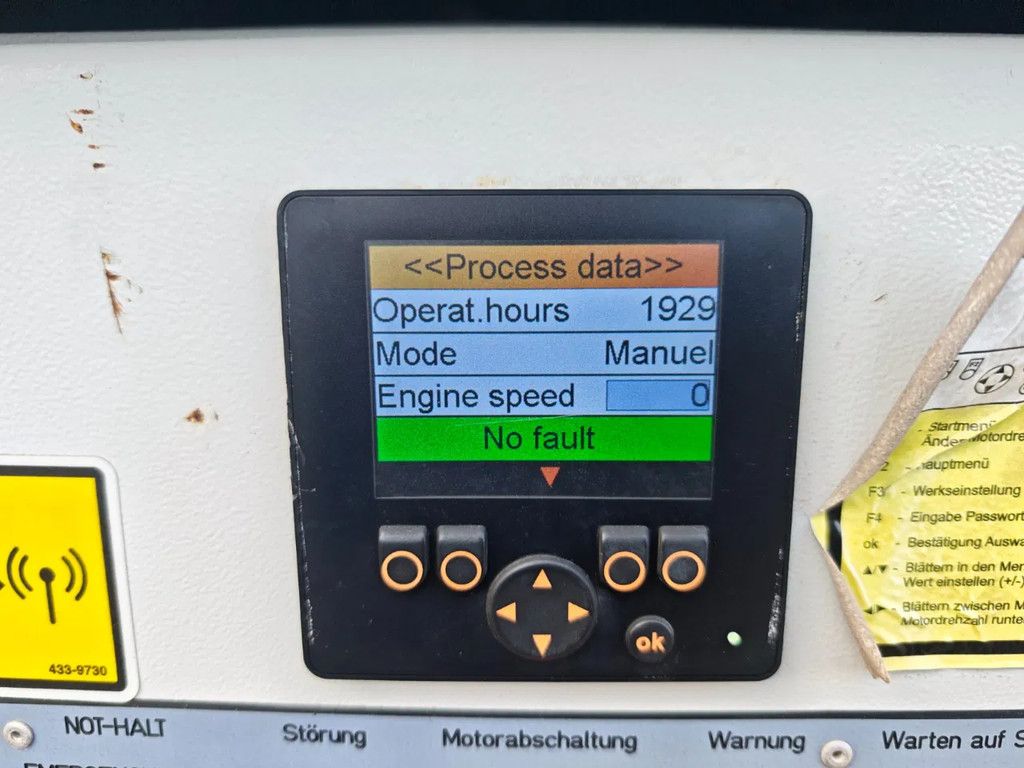 <<Process data>>
Operat.hours 1929
Mode Manuel
Engine speed 0
No fault
ok
433-9730
- Startmenü
Motordre
2 - hauptmenü
F3 - Werkseinstellung
F4 - Eingabe Passwort
ok - Bestätigung Auswa
▲/▼ - Blättern in den Men
Wert einstellen (+/-)
- Blättern zwischen M
Motordrehzahl runte
NOT-HALT Störung Motorabschaltung Warnung Warten auf S